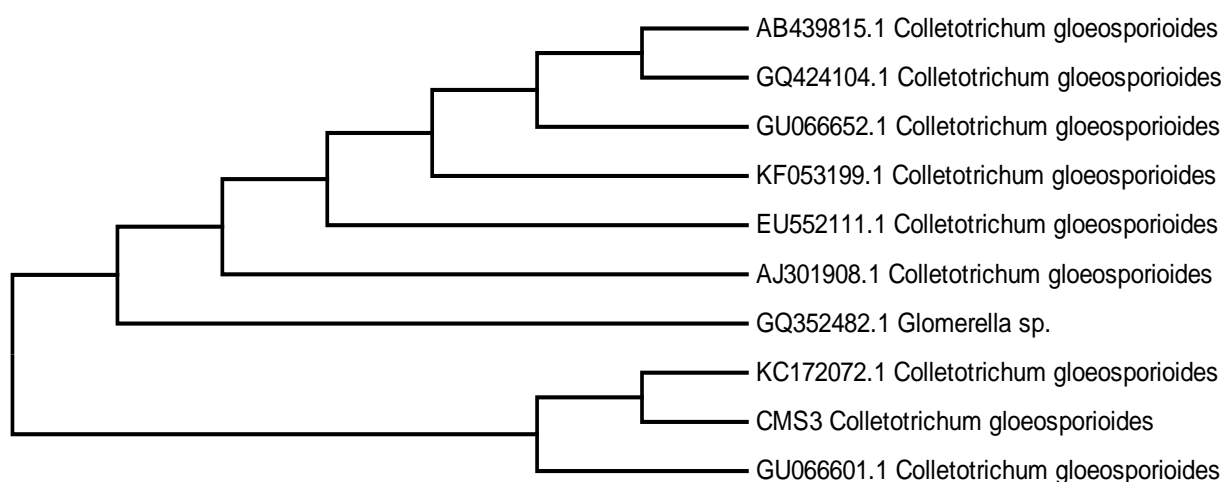 AB439815.1 Colletotrichum gloeosporioides
GQ424104.1 Colletotrichum gloeosporioides
GU066652.1 Colletotrichum gloeosporioides
KF053199.1 Colletotrichum gloeosporioides
EU552111.1 Colletotrichum gloeosporioides
AJ301908.1 Colletotrichum gloeosporioides
GQ352482.1 Glomerella sp.
KC172072.1 Colletotrichum gloeosporioides
CMS3 Colletotrichum gloeosporioides
GU066601.1 Colletotrichum gloeosporioides